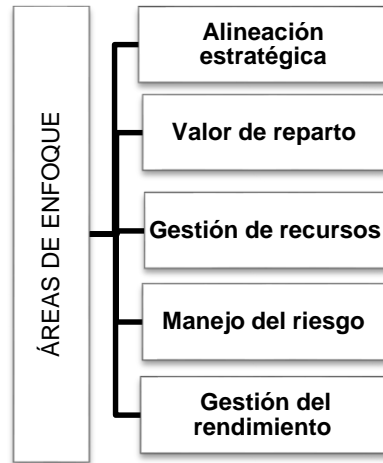 ÁREAS DE ENFOQUE
Alineación
estratégica
Valor de reparto
Gestión de recursos
Manejo del riesgo
Gestión del
rendimiento